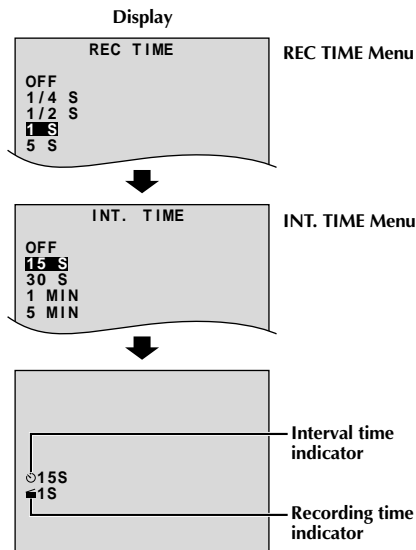 Display
REC TIME
REC TIME Menu
OFF
1/4 S
1/2 S
1 S
5 S
INT. TIME
INT. TIME Menu
OFF
15 S
30 S
1 MIN
5 MIN
Interval time
indicator
15S
1S
Recording time
indicator